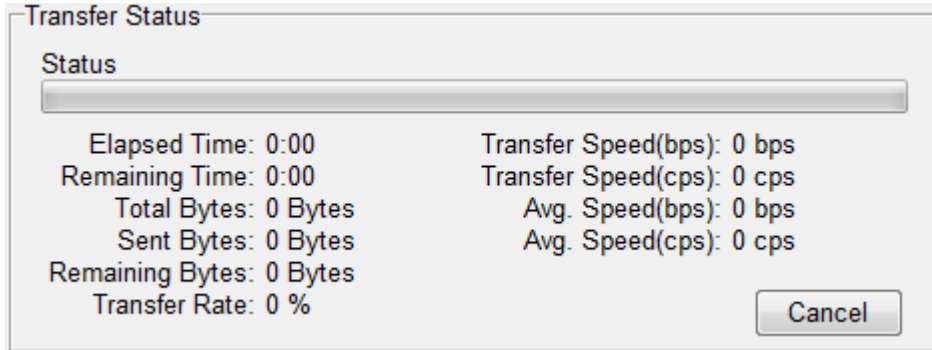 Transfer Status
Status
Elapsed Time: 0:00
Transfer Speed(bps): 0 bps
Remaining Time: 0:00
Transfer Speed(cps): 0 cps
Total Bytes: 0 Bytes
Avg. Speed(bps): 0 bps
Sent Bytes: 0 Bytes
Avg. Speed(cps): 0 cps
Remaining Bytes: 0 Bytes
Transfer Rate: 0 %
Cancel